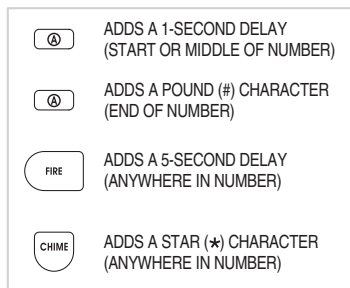 Ⓐ
ADDS A 1-SECOND DELAY
(START OR MIDDLE OF NUMBER)
Ⓐ
ADDS A POUND (#) CHARACTER
(END OF NUMBER)
FIRE
ADDS A 5-SECOND DELAY
(ANYWHERE IN NUMBER)
CHIME
ADDS A STAR (★) CHARACTER
(ANYWHERE IN NUMBER)